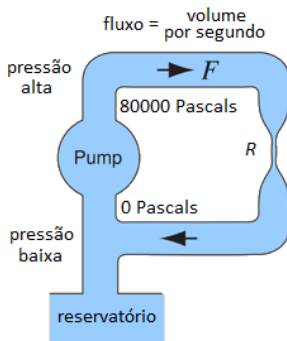 fluxo = volume
por segundo
pressão
alta
F
80000 Pascals
Pump
R
0 Pascals
pressão
baixa
reservatório